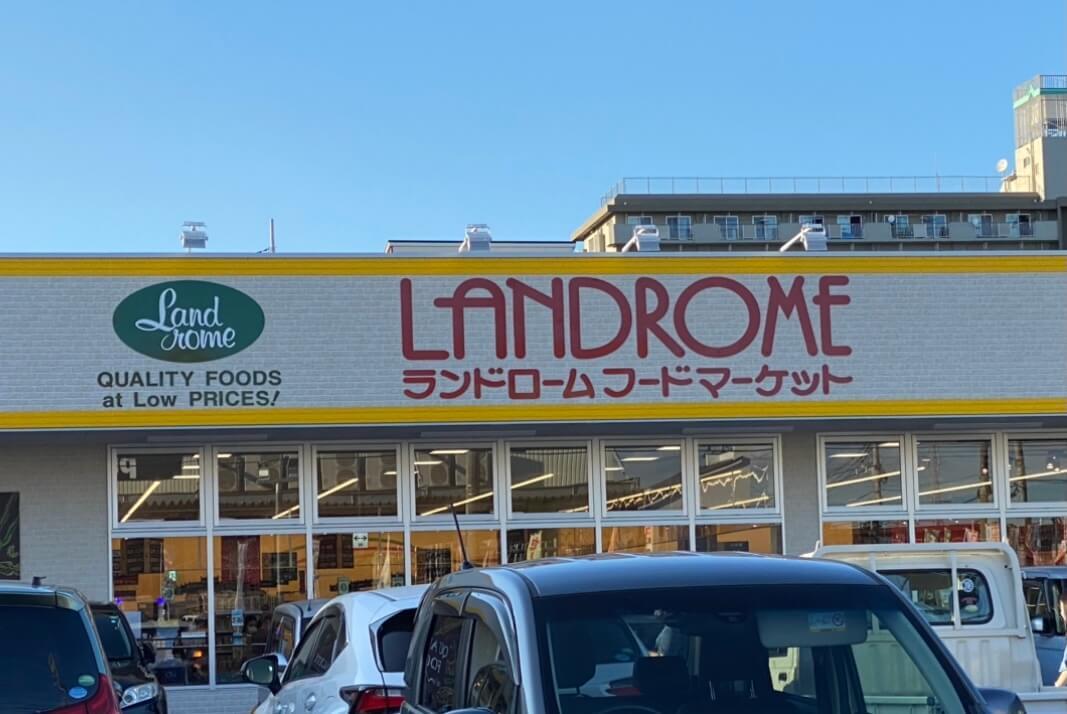 Land
rome
QUALITY FOODS
at Low PRICES!
LANDROME
ランドローム フードマーケット